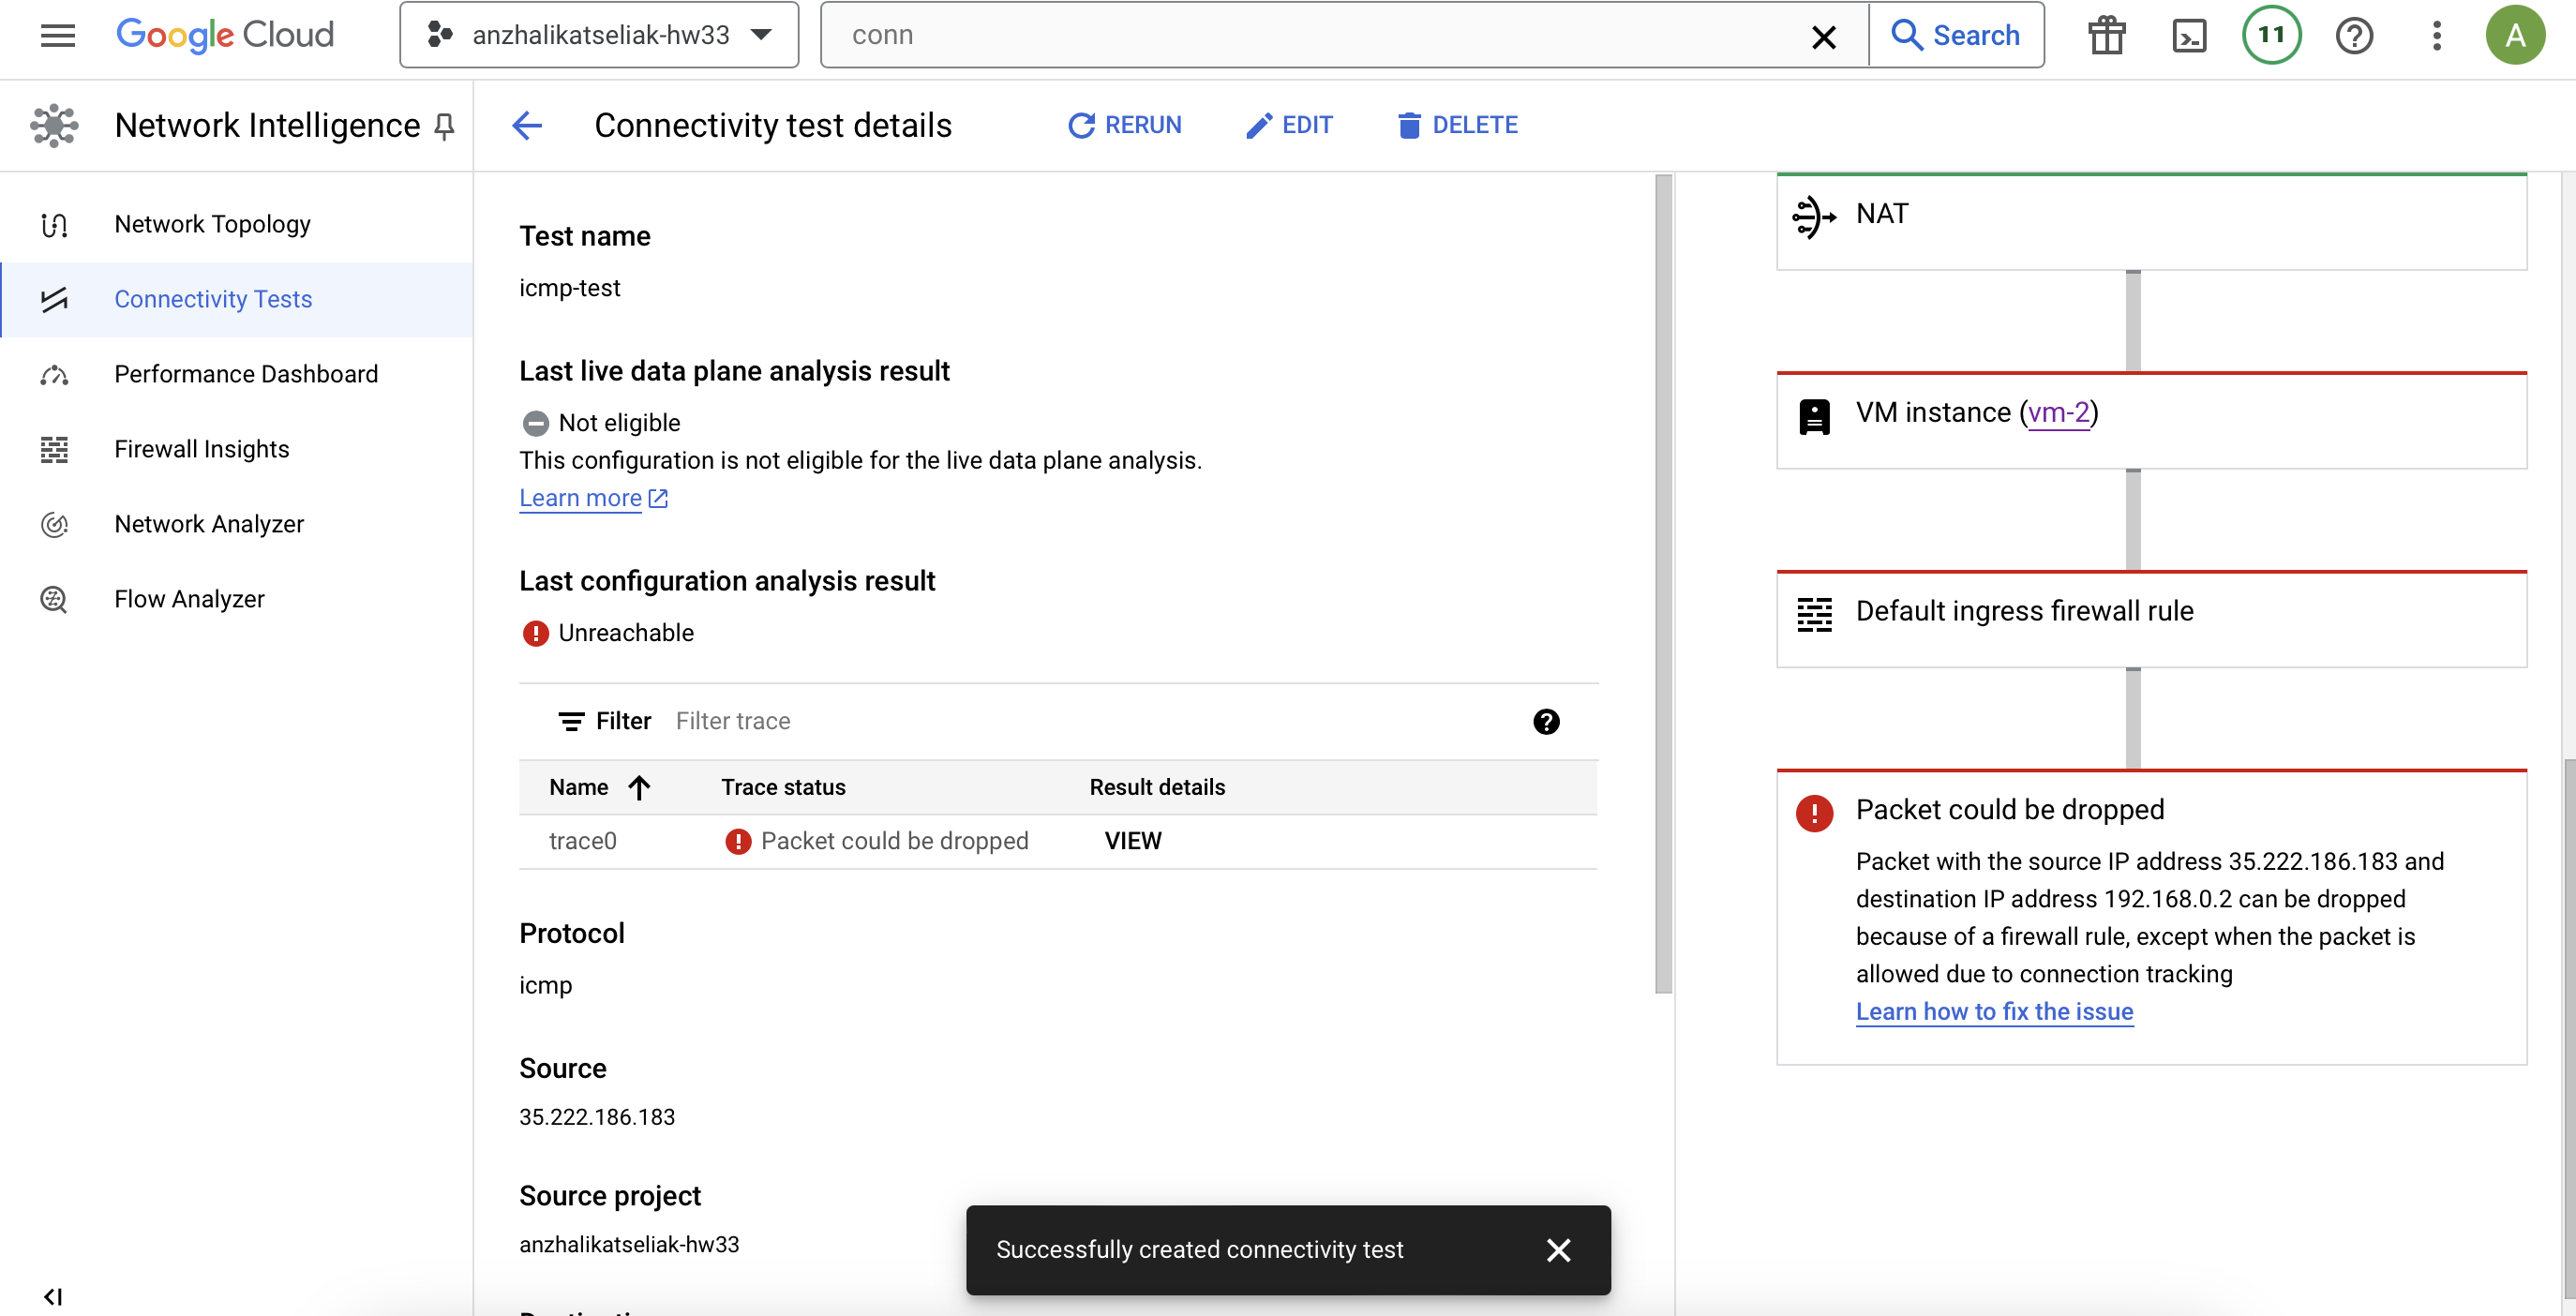 Google Cloud
anzhalikatseliak-hw33
conn
Search
11
A
Network Intelligence
Connectivity test details
RERUN
EDIT
DELETE
Network Topology
Connectivity Tests
Performance Dashboard
Firewall Insights
Network Analyzer
Flow Analyzer
Test name
icmp-test
Last live data plane analysis result
Not eligible
This configuration is not eligible for the live data plane analysis.
Learn more
Last configuration analysis result
Unreachable
Filter Filter trace
Name Trace status Result details
trace0 Packet could be dropped VIEW
Protocol
icmp
Source
35.222.186.183
Source project
anzhalikatseliak-hw33
NAT
VM instance (vm-2)
Default ingress firewall rule
Packet could be dropped
Packet with the source IP address 35.222.186.183 and
destination IP address 192.168.0.2 can be dropped
because of a firewall rule, except when the packet is
allowed due to connection tracking
Learn how to fix the issue
Successfully created connectivity test